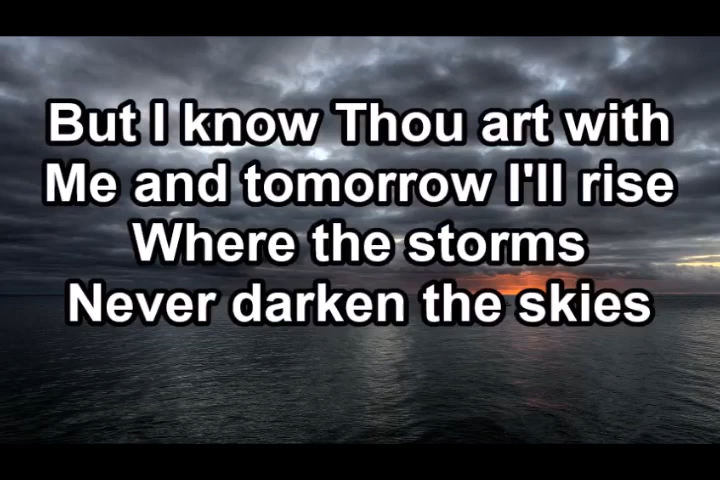 But I know Thou art with
Me and tomorrow I'll rise
Where the storms
Never darken the skies